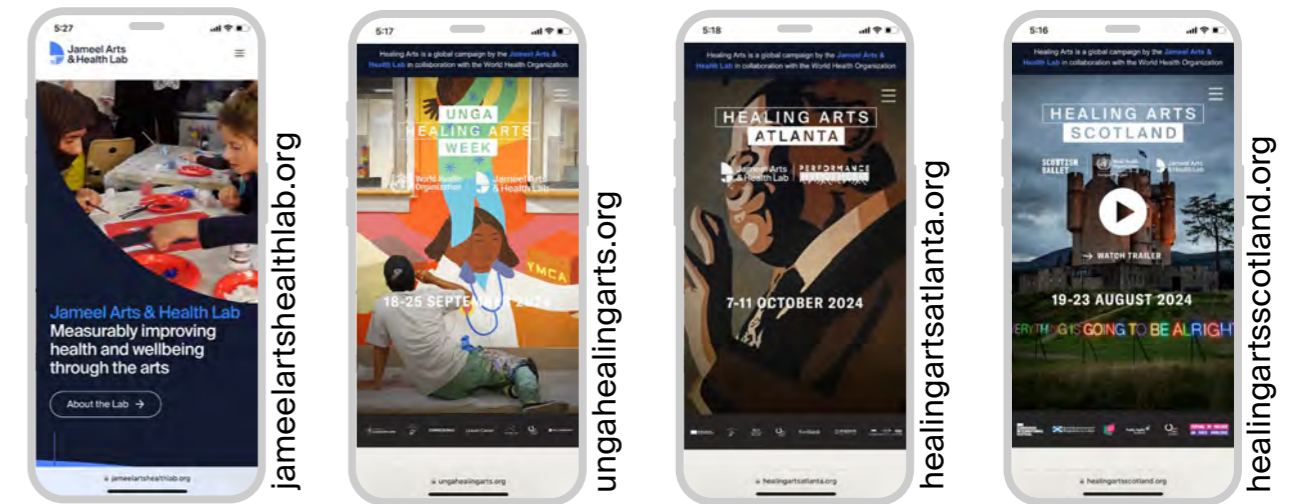 5:27
Jameel Arts
& Health Lab
Jameel Arts & Health Lab
Measurably improving
health and wellbeing
through the arts
About the Lab →
jameelartshealthlab.org
jameelartshealthlab.org
5:17
Healing Arts is a global campaign by the Jameel Arts &
Health Lab in collaboration with the World Health Organization
UNGA
HEALING ARTS
WEEK
World Health
Organization
Jameel Arts
& Health Lab
YMCA
18-25 SEPTEMBER 2024
ungahealingarts.org
ungahealingarts.org
5:18
Healing Arts is a global campaign by the Jameel Arts &
Health Lab in collaboration with the World Health Organization
HEALING ARTS
ATLANTA
Jameel Arts
& Health Lab
PERFORMANCE
7-11 OCTOBER 2024
healingartsatlanta.org
healingartsatlanta.org
5:16
Healing Arts is a global campaign by the Jameel Arts &
Health Lab in collaboration with the World Health Organization
HEALING ARTS
SCOTLAND
SCOTTISH
BALLET
World Health
Organization
Jameel Arts
& Health Lab
→ WATCH TRAILER
19-23 AUGUST 2024
ERYTHING IS GOING TO BE ALRIGH
healingartsscotland.org
healingartsscotland.org